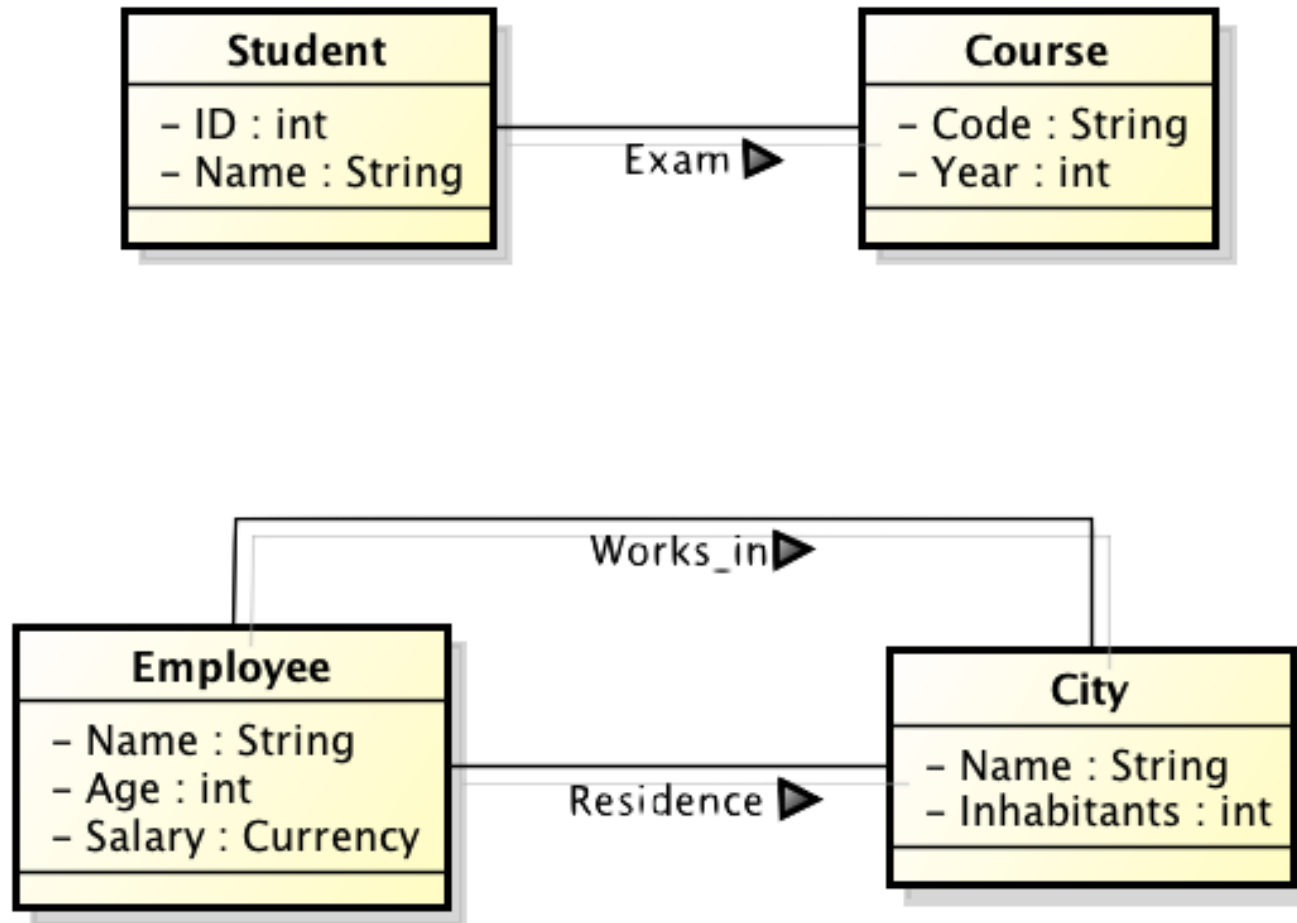 Student
– ID : int
– Name : String
Exam
Course
– Code : String
– Year : int
Works_in
Employee
– Name : String
– Age : int
– Salary : Currency
Residence
City
– Name : String
– Inhabitants : int